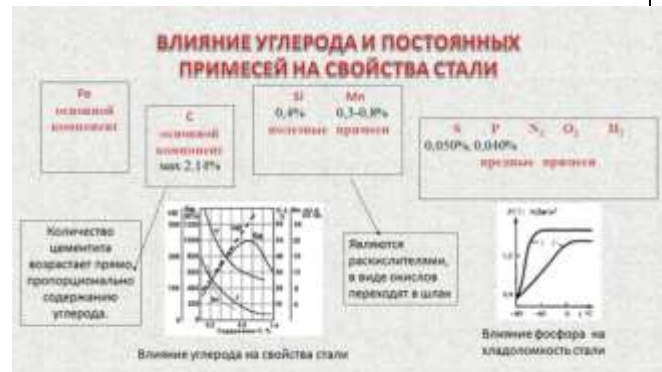 ВЛИЯНИЕ УГЛЕРОДА И ПОСТОЯННЫХ
ПРИМЕСЕЙ НА СВОЙСТВА СТАЛИ
Fe
основной
компонент
C
основной
компонент
мах 2,14%
Si Mn
0,4% 0,3-0,8%
полезные примеси
S P N₂ O₂ H₂
0,050% 0,040%
вредные примеси
Количество
цементита
возрастает прямо
пропорционально
содержанию
углерода.
Являются
раскислителями,
в виде окислов
переходят в шлак
Влияние углерода на свойства стали
Влияние фосфора на
хладоломкость стали